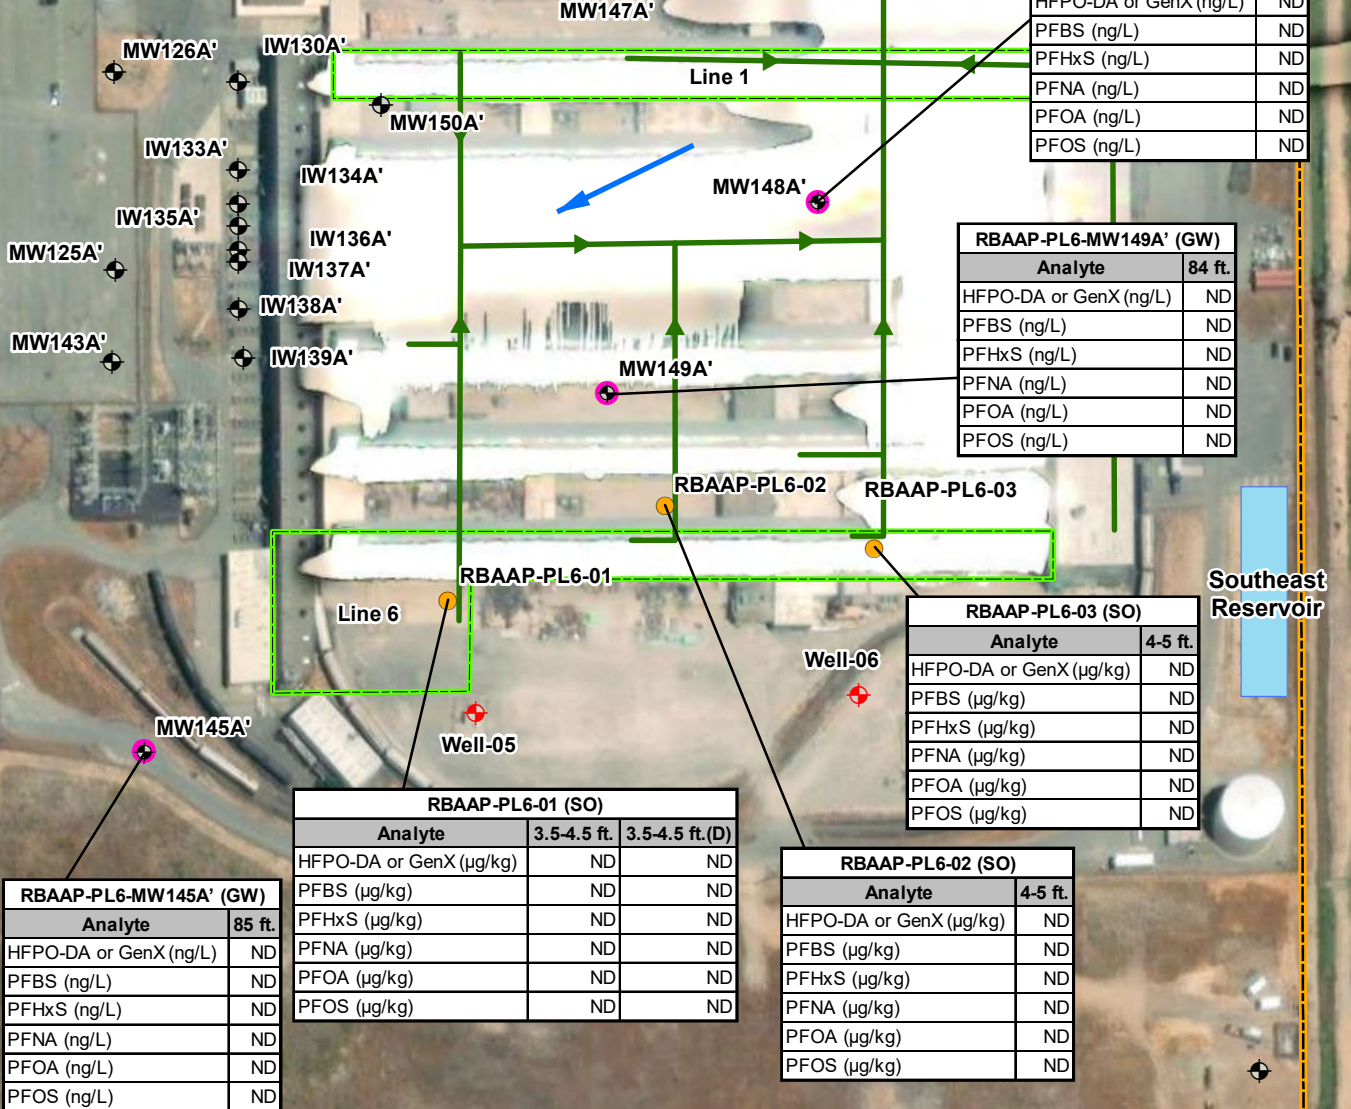 MW147A'
HFPO-DA or GenX (ng/L) ND
PFBS (ng/L) ND
PFHxS (ng/L) ND
PFNA (ng/L) ND
PFOA (ng/L) ND
PFOS (ng/L) ND
MW126A'
IW130A'
Line 1
MW150A'
IW133A'
IW134A'
MW148A'
IW135A'
IW136A'
MW125A'
IW137A'
IW138A'
MW143A'
IW139A'
MW149A'
RBAAP-PL6-MW149A’ (GW)
Analyte 84 ft.
HFPO-DA or GenX (ng/L) ND
PFBS (ng/L) ND
PFHxS (ng/L) ND
PFNA (ng/L) ND
PFOA (ng/L) ND
PFOS (ng/L) ND
RBAAP-PL6-02
RBAAP-PL6-03
RBAAP-PL6-01
Line 6
Southeast
Reservoir
RBAAP-PL6-03 (SO)
Analyte 4-5 ft.
HFPO-DA or GenX (µg/kg) ND
PFBS (µg/kg) ND
PFHxS (µg/kg) ND
PFNA (µg/kg) ND
PFOA (µg/kg) ND
PFOS (µg/kg) ND
Well-06
Well-05
MW145A'
RBAAP-PL6-01 (SO)
Analyte 3.5-4.5 ft. 3.5-4.5 ft.(D)
HFPO-DA or GenX (µg/kg) ND ND
PFBS (µg/kg) ND ND
PFHxS (µg/kg) ND ND
PFNA (µg/kg) ND ND
PFOA (µg/kg) ND ND
PFOS (µg/kg) ND ND
RBAAP-PL6-02 (SO)
Analyte 4-5 ft.
HFPO-DA or GenX (µg/kg) ND
PFBS (µg/kg) ND
PFHxS (µg/kg) ND
PFNA (µg/kg) ND
PFOA (µg/kg) ND
PFOS (µg/kg) ND
RBAAP-PL6-MW145A’ (GW)
Analyte 85 ft.
HFPO-DA or GenX (ng/L) ND
PFBS (ng/L) ND
PFHxS (ng/L) ND
PFNA (ng/L) ND
PFOA (ng/L) ND
PFOS (ng/L) ND